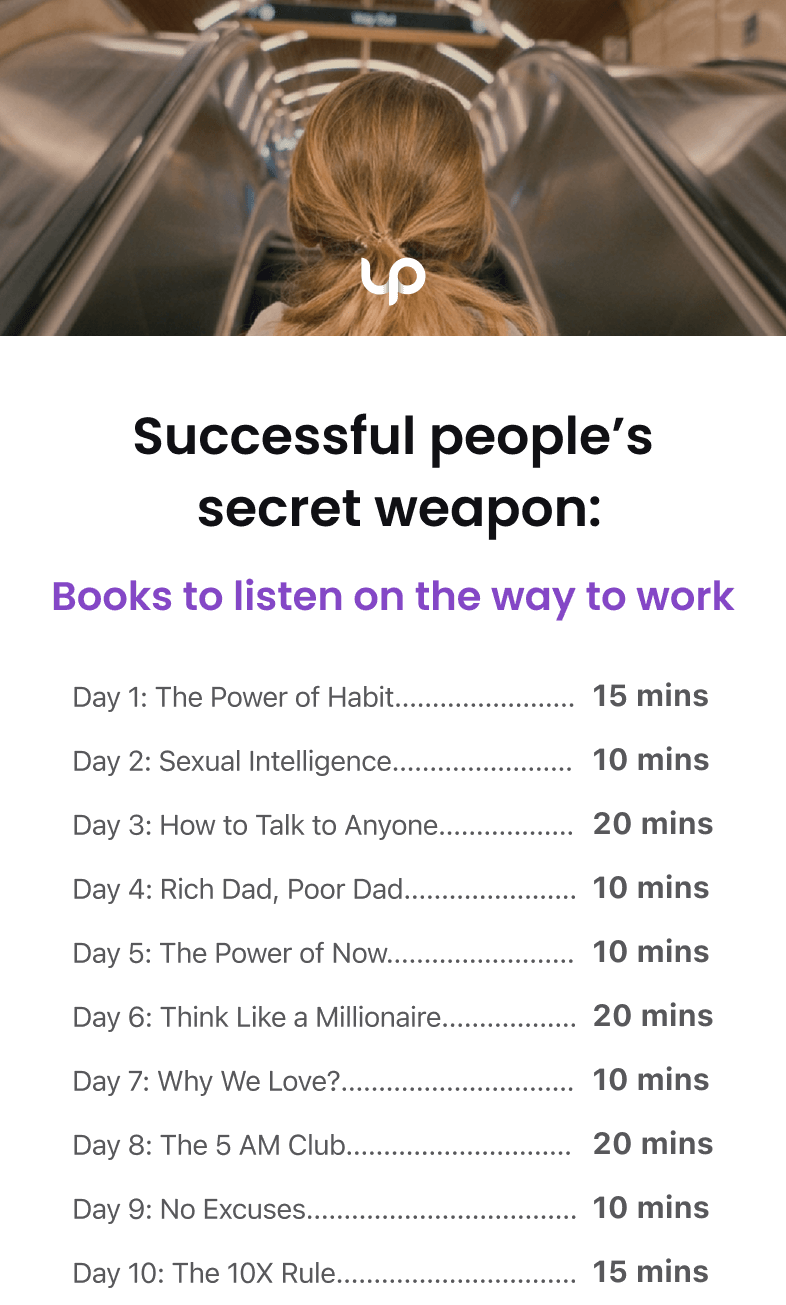 Way Out
up
Successful people’s
secret weapon:
Books to listen on the way to work
Day 1: The Power of Habit........................ 15 mins
Day 2: Sexual Intelligence........................ 10 mins
Day 3: How to Talk to Anyone.................. 20 mins
Day 4: Rich Dad, Poor Dad....................... 10 mins
Day 5: The Power of Now......................... 10 mins
Day 6: Think Like a Millionaire.................. 20 mins
Day 7: Why We Love?............................... 10 mins
Day 8: The 5 AM Club.............................. 20 mins
Day 9: No Excuses.................................... 10 mins
Day 10: The 10X Rule................................ 15 mins